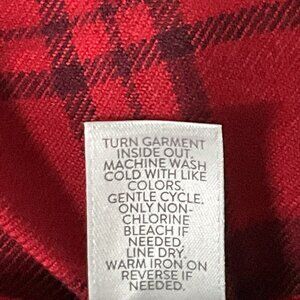 TURN GARMENT
INSIDE OUT.
MACHINE WASH
COLD WITH LIKE
COLORS.
GENTLE CYCLE.
ONLY NON-
CHLORINE
BLEACH IF
NEEDED.
LINE DRY.
WARM IRON ON
REVERSE IF
NEEDED.